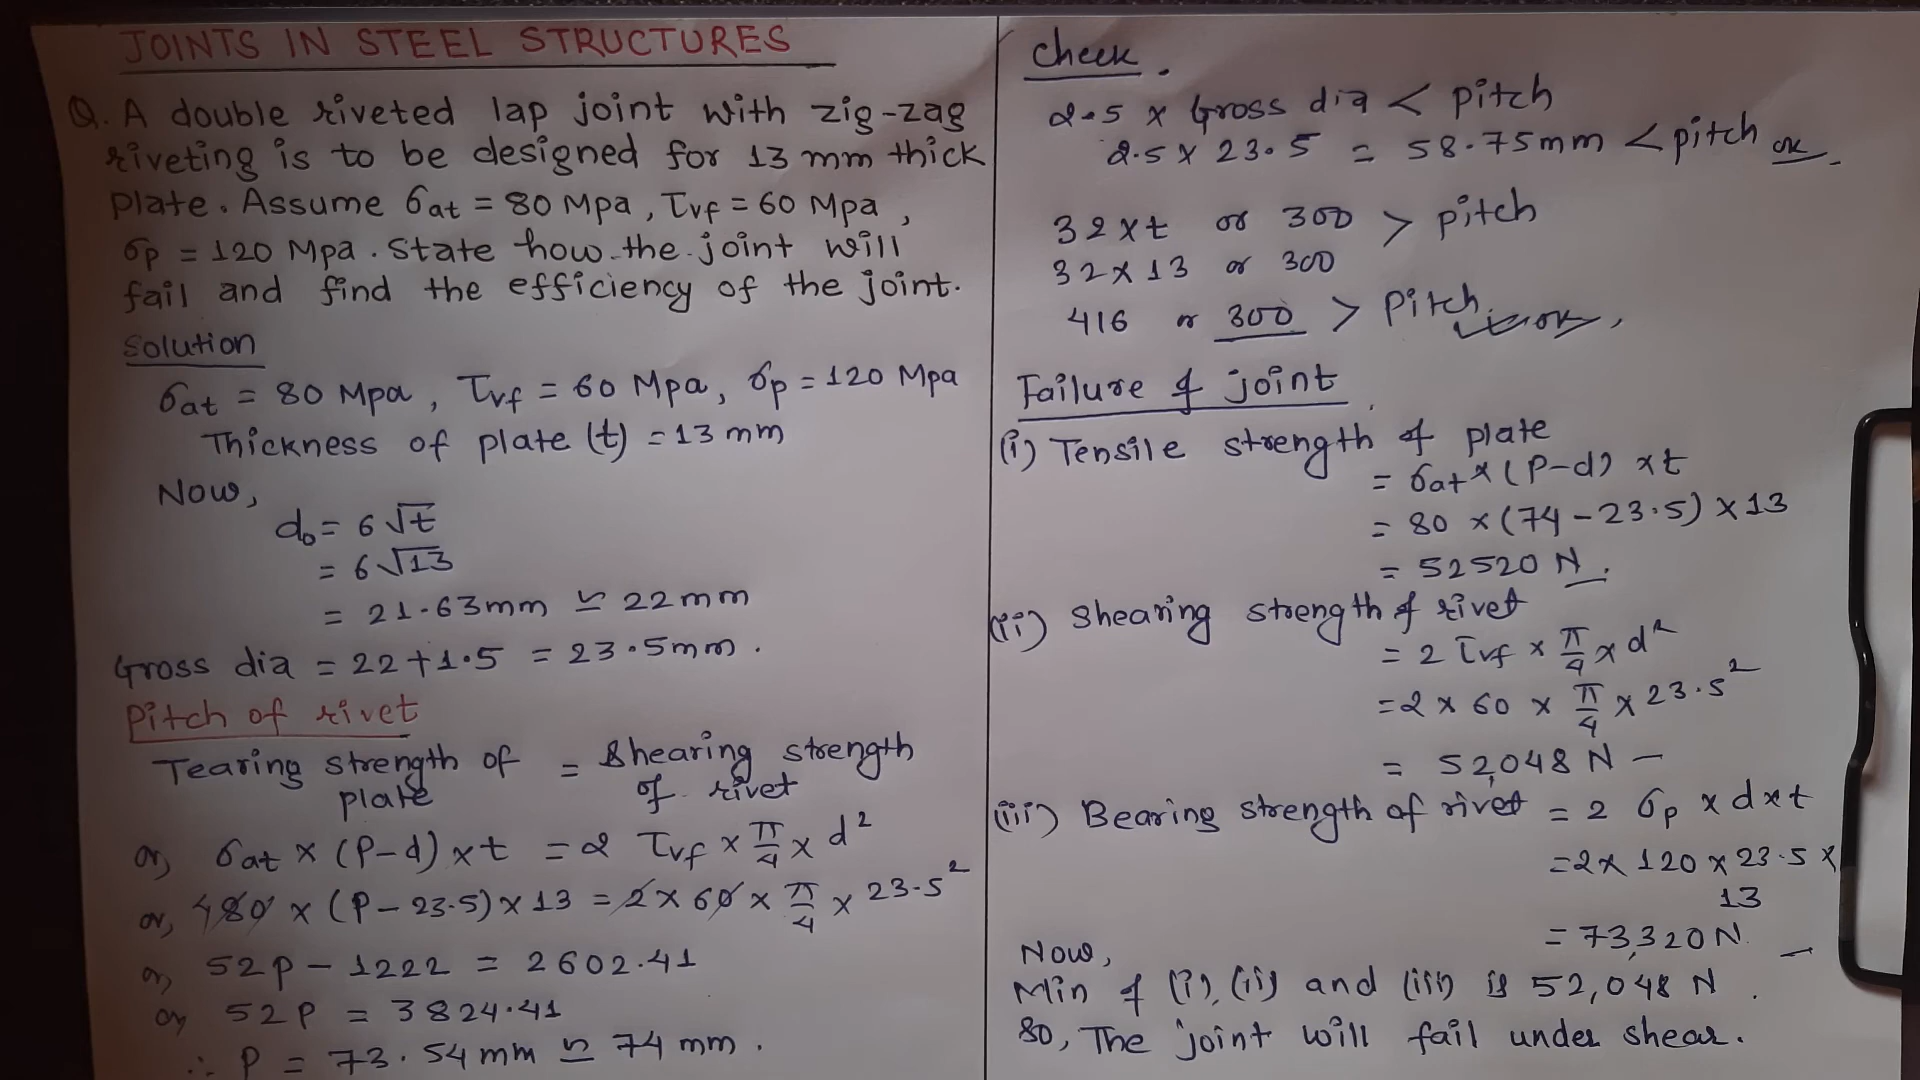 JOINTS IN STEEL STRUCTURES
Q. A double riveted lap joint with zig-zag
riveting is to be designed for 13 mm thick
plate. Assume σat = 80 Mpa, τvf = 60 Mpa,
σp = 120 Mpa. State how the joint will
fail and find the efficiency of the joint.
Solution
σat = 80 Mpa, τvf = 60 Mpa, σp = 120 Mpa
Thickness of plate (t) = 13 mm
Now,
do = 6√t
= 6√13
= 21.63mm ≃ 22mm
Gross dia = 22+1.5 = 23.5mm.
Pitch of rivet
Tearing strength of plate = Shearing strength of rivet
or, σat × (P-d) × t = 2 τvf × π/4 × d²
or, 480 × (P-23.5) × 13 = 2 × 60 × π/4 × 23.5²
or, 52p - 1222 = 2602.41
or, 52P = 3824.41
∴ P = 73.54mm ≃ 74 mm.
Check.
2.5 × Gross dia < pitch
2.5 × 23.5 = 58.75mm < pitch ok.
32×t or 300 > pitch
32×13 or 300
416 or 300 > Pitch. ok,
Failure of joint
(i) Tensile strength of plate
= σat × (P-d) × t
= 80 × (74-23.5) × 13
= 52520 N.
(ii) Shearing strength of rivet
= 2 τvf × π/4 × d²
= 2 × 60 × π/4 × 23.5²
= 52,048 N
(iii) Bearing strength of rivet = 2 σp × d×t
= 2× 120 × 23.5 ×
13
= 73,320 N.
Now,
Min of (i), (ii) and (iii) is 52,048 N.
So, The joint will fail under shear.